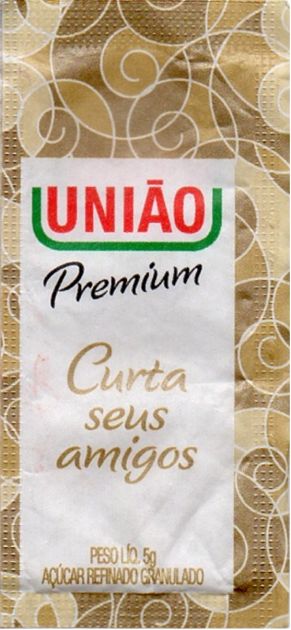 UNIÃO
Premium
Curta
seus
amigos
PESO LÍQ. 5g
AÇÚCAR REFINADO GRANULADO